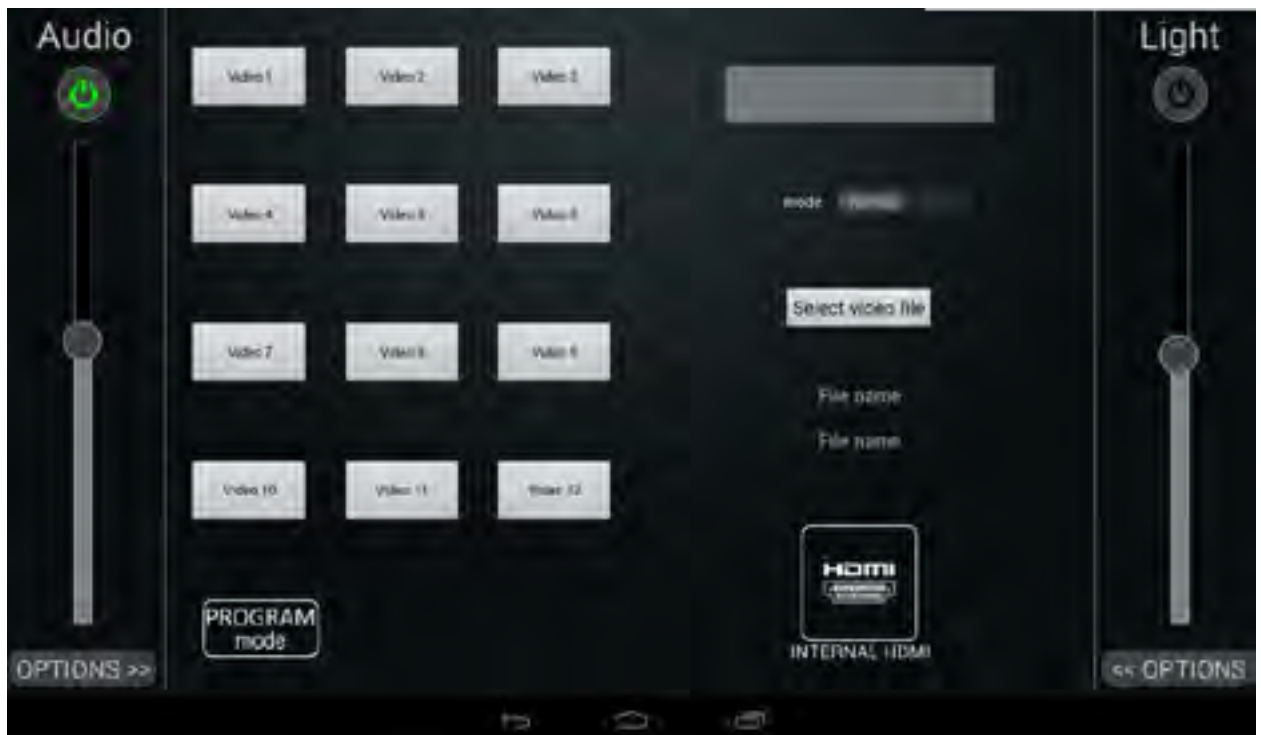 Audio
Light
Video 1
Video 2
Video 3
Video 4
Video 5
Video 6
mode
Normal
Select video file
Video 7
Video 8
Video 9
File name
File name
Video 10
Video 11
Video 12
HDMI
PROGRAM
mode
INTERNAL HDMI
OPTIONS >>
<< OPTIONS